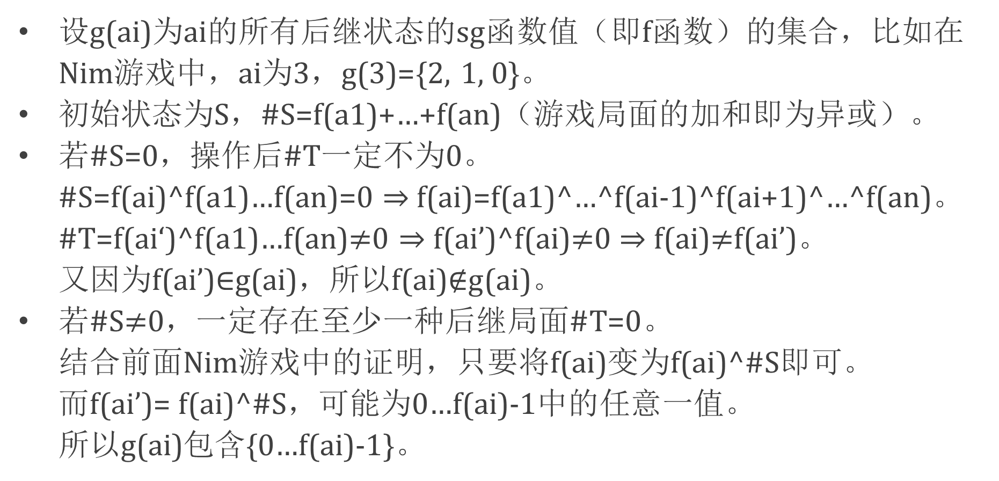 • 设g(ai)为ai的所有后继状态的sg函数值（即f函数）的集合，比如在
Nim游戏中，ai为3，g(3)={2, 1, 0}。
• 初始状态为S，#S=f(a1)+...+f(an)（游戏局面的加和即为异或）。
• 若#S=0，操作后#T一定不为0。
#S=f(ai)^f(a1)...f(an)=0 ⇒ f(ai)=f(a1)^...^f(ai-1)^f(ai+1)^...^f(an)。
#T=f(ai‘)^f(a1)...f(an)≠0 ⇒ f(ai’)^f(ai)≠0 ⇒ f(ai)≠f(ai’)。
又因为f(ai’)∈g(ai)，所以f(ai)∉g(ai)。
• 若#S≠0，一定存在至少一种后继局面#T=0。
结合前面Nim游戏中的证明，只要将f(ai)变为f(ai)^#S即可。
而f(ai’)= f(ai)^#S，可能为0...f(ai)-1中的任意一值。
所以g(ai)包含{0...f(ai)-1}。